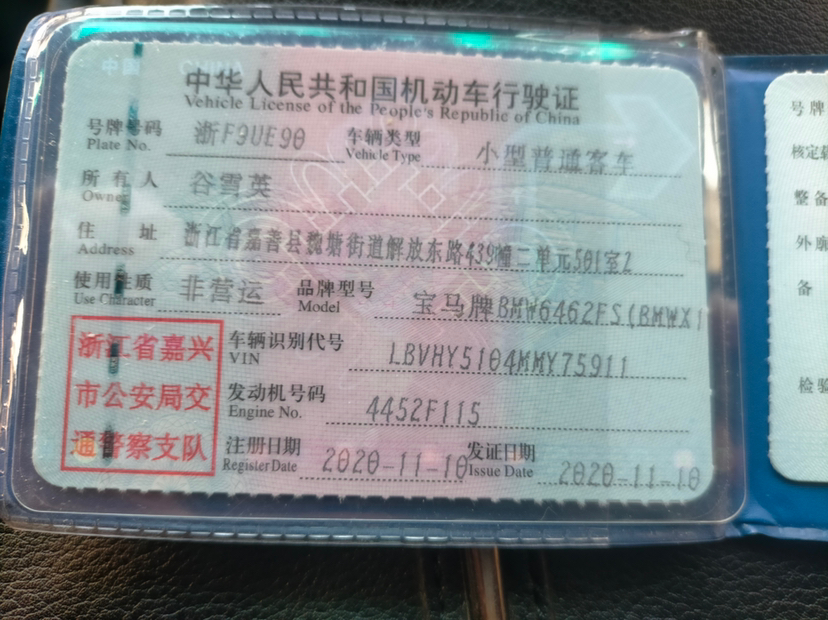 中华人民共和国机动车行驶证
Vehicle License of the People's Republic of China
号牌号码 浙F9UE90 车辆类型 小型普通客车
Plate No. Vehicle Type
所有人 谷雪英
Owner
住址 浙江省嘉善县魏塘街道解放东路439幢二单元501室2
Address
使用性质 非营运 品牌型号 宝马牌BMW6462FS(BMWX1
Use Character Model
浙江省嘉兴
市公安局交
通警察支队
车辆识别代号 LBVHY5104MMY75911
VIN
发动机号码 4452F115
Engine No.
注册日期 2020-11-10 发证日期 2020-11-10
Register Date Issue Date
号牌
核定载
整备
外廓
备
检验